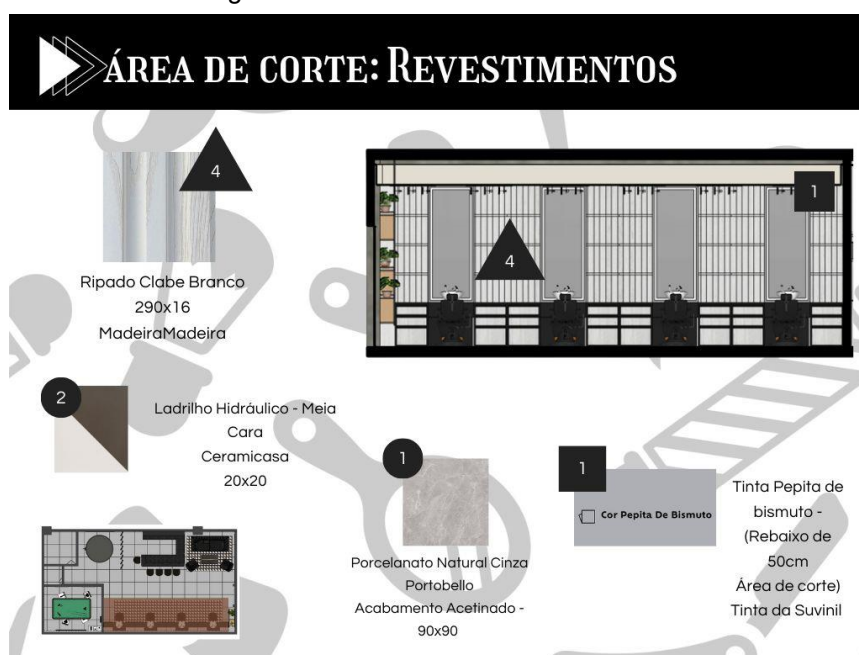 ÁREA DE CORTE: REVESTIMENTOS
4
1
4
Ripado Clabe Branco
290x16
MadeiraMadeira
2
Ladrilho Hidráulico - Meia
Cara
Ceramicasa
20x20
1
Porcelanato Natural Cinza
Portobello
Acabamento Acetinado -
90x90
1
Cor Pepita De Bismuto
Tinta Pepita de
bismuto -
(Rebaixo de
50cm
Área de corte)
Tinta da Suvinil